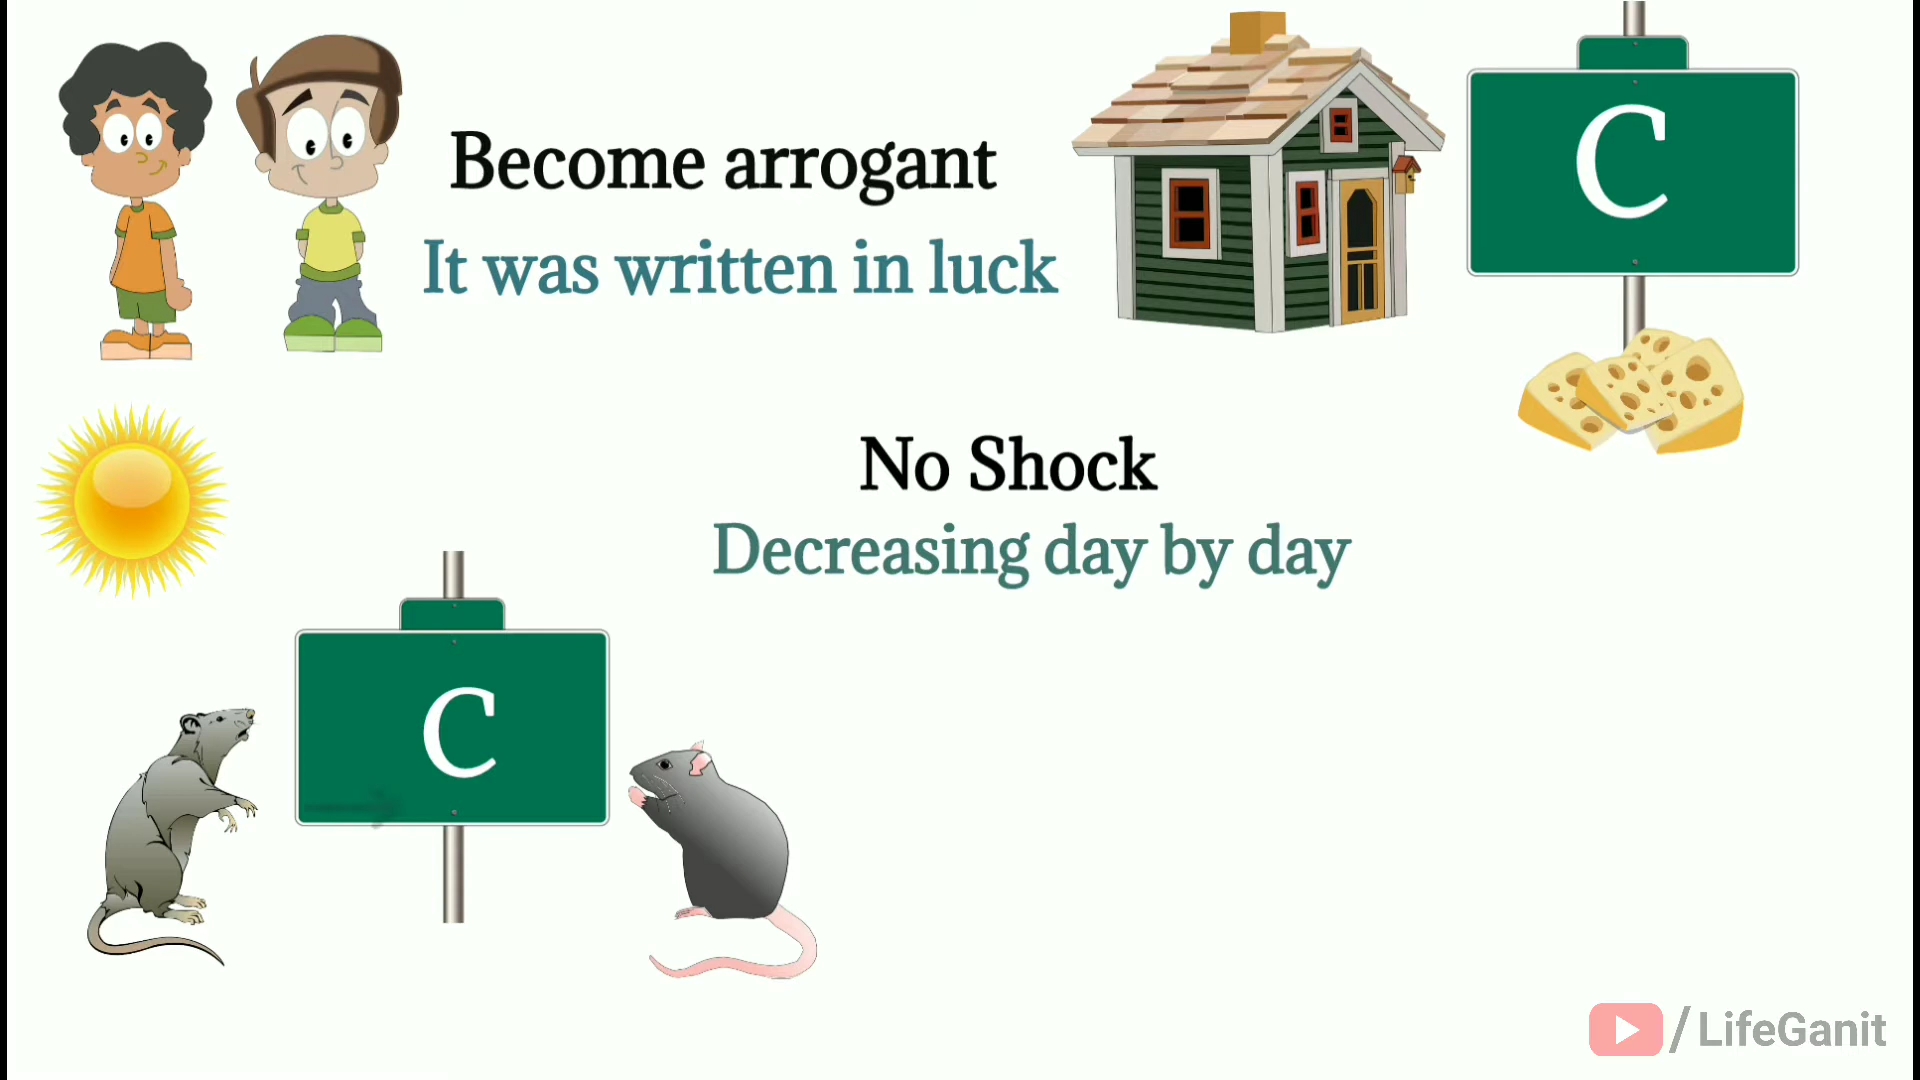 Become arrogant
It was written in luck
C
No Shock
Decreasing day by day
C
/LifeGanit